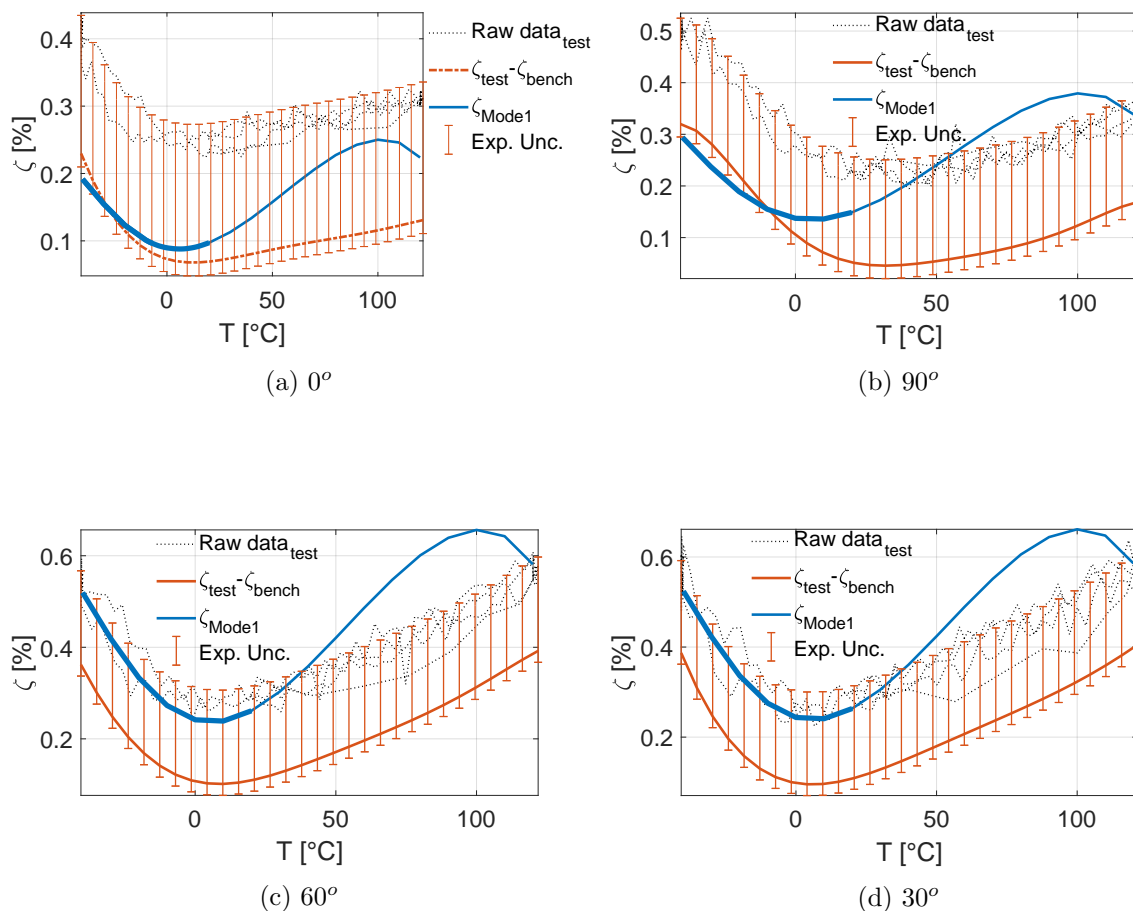 0.4
0.3
0.2
0.1
ζ [%]
0 50 100
T [°C]
Raw data_test
ζ_test-ζ_bench
ζ_Mode1
Exp. Unc.
(a) 0^o
0.5
0.4
0.3
0.2
0.1
ζ [%]
0 50 100
T [°C]
Raw data_test
ζ_test-ζ_bench
ζ_Mode1
Exp. Unc.
(b) 90^o
0.6
0.4
0.2
ζ [%]
0 50 100
T [°C]
Raw data_test
ζ_test-ζ_bench
ζ_Mode1
Exp. Unc.
(c) 60^o
0.6
0.4
0.2
ζ [%]
0 50 100
T [°C]
Raw data_test
ζ_test-ζ_bench
ζ_Mode1
Exp. Unc.
(d) 30^o